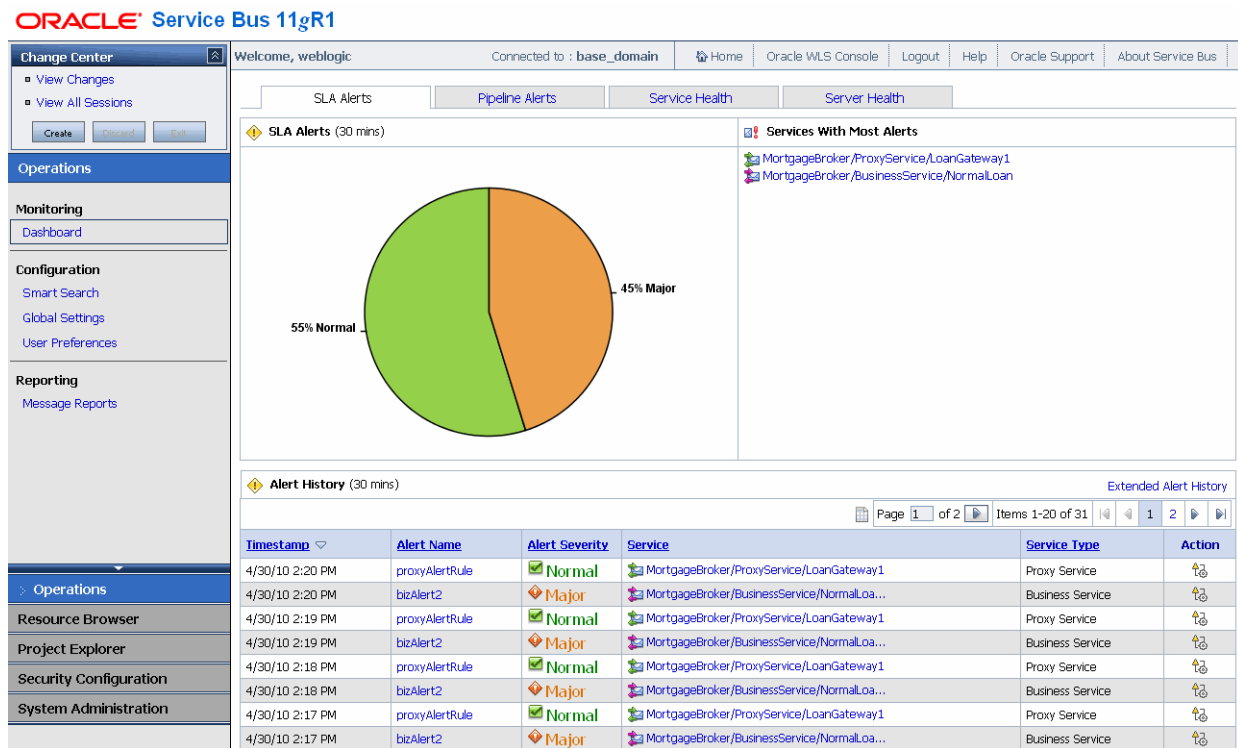 ORACLE Service Bus 11gR1
Change Center
View Changes
View All Sessions
Create Discard Exit
Welcome, weblogic
Connected to : base_domain
Home
Oracle WLS Console
Logout
Help
Oracle Support
About Service Bus
Operations
Monitoring
Dashboard
Configuration
Smart Search
Global Settings
User Preferences
Reporting
Message Reports
Operations
Resource Browser
Project Explorer
Security Configuration
System Administration
SLA Alerts
Pipeline Alerts
Service Health
Server Health
SLA Alerts (30 mins)
55% Normal
45% Major
Services With Most Alerts
MortgageBroker/ProxyService/LoanGateway1
MortgageBroker/BusinessService/NormalLoan
Alert History (30 mins)
Extended Alert History
Page 1 of 2 Items 1-20 of 31 1 2
Timestamp Alert Name Alert Severity Service Service Type Action
4/30/10 2:20 PM proxyAlertRule Normal MortgageBroker/ProxyService/LoanGateway1 Proxy Service
4/30/10 2:20 PM bizAlert2 Major MortgageBroker/BusinessService/NormalLoa... Business Service
4/30/10 2:19 PM proxyAlertRule Normal MortgageBroker/ProxyService/LoanGateway1 Proxy Service
4/30/10 2:19 PM bizAlert2 Major MortgageBroker/BusinessService/NormalLoa... Business Service
4/30/10 2:18 PM proxyAlertRule Normal MortgageBroker/ProxyService/LoanGateway1 Proxy Service
4/30/10 2:18 PM bizAlert2 Major MortgageBroker/BusinessService/NormalLoa... Business Service
4/30/10 2:17 PM proxyAlertRule Normal MortgageBroker/ProxyService/LoanGateway1 Proxy Service
4/30/10 2:17 PM bizAlert2 Major MortgageBroker/BusinessService/NormalLoa... Business Service